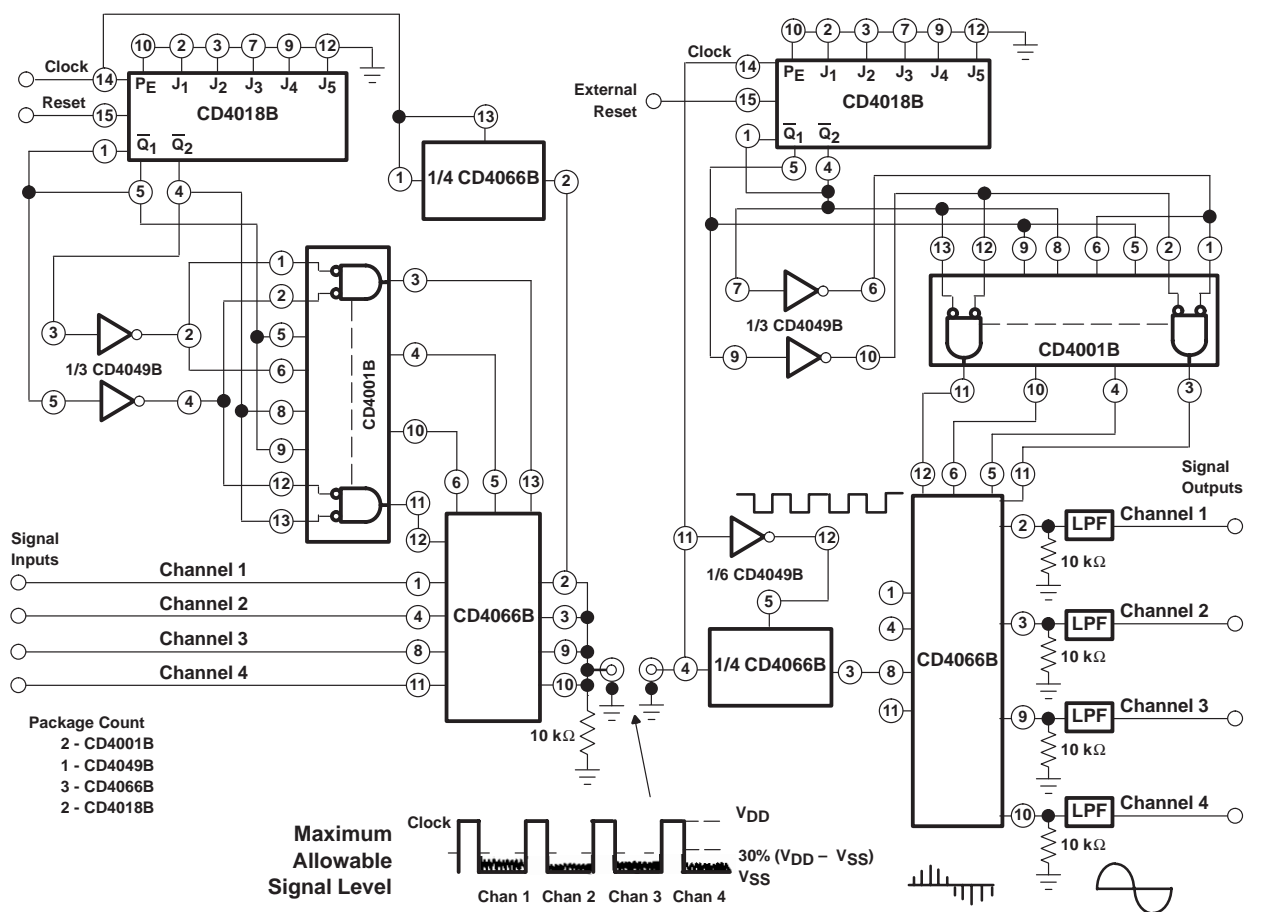 10 2 3 7 9 12
Clock 14 PE J1 J2 J3 J4 J5
CD4018B
Reset 15
1 Q̅1 Q̅2
5 4
13
1 1/4 CD4066B 2
1 3
2
3 2 5 4
1/3 CD4049B
6
5 4 8
CD4001B
9 10
12 11
13
6 5 13
12
Signal
Inputs
Channel 1 1 2
Channel 2 4 3
CD4066B
Channel 3 8 9
Channel 4 11 10
10 kΩ
Package Count
2 - CD4001B
1 - CD4049B
3 - CD4066B
2 - CD4018B
Maximum
Allowable
Signal Level
Clock
VDD
30% (VDD – VSS)
VSS
Chan 1 Chan 2 Chan 3 Chan 4
10 2 3 7 9 12
Clock 14 PE J1 J2 J3 J4 J5
CD4018B
External
Reset
15
1 Q̅1 Q̅2
5 4
13 12 9 8 6 5 2 1
7 6
1/3 CD4049B
9 10
CD4001B
11 10 4 3
12 6 5 11
Signal
Outputs
11 12
1/6 CD4049B
5
4 1/4 CD4066B 3
1
4
8
11
CD4066B
2 LPF Channel 1
10 kΩ
3 LPF Channel 2
10 kΩ
9 LPF Channel 3
10 kΩ
10 LPF Channel 4
10 kΩ